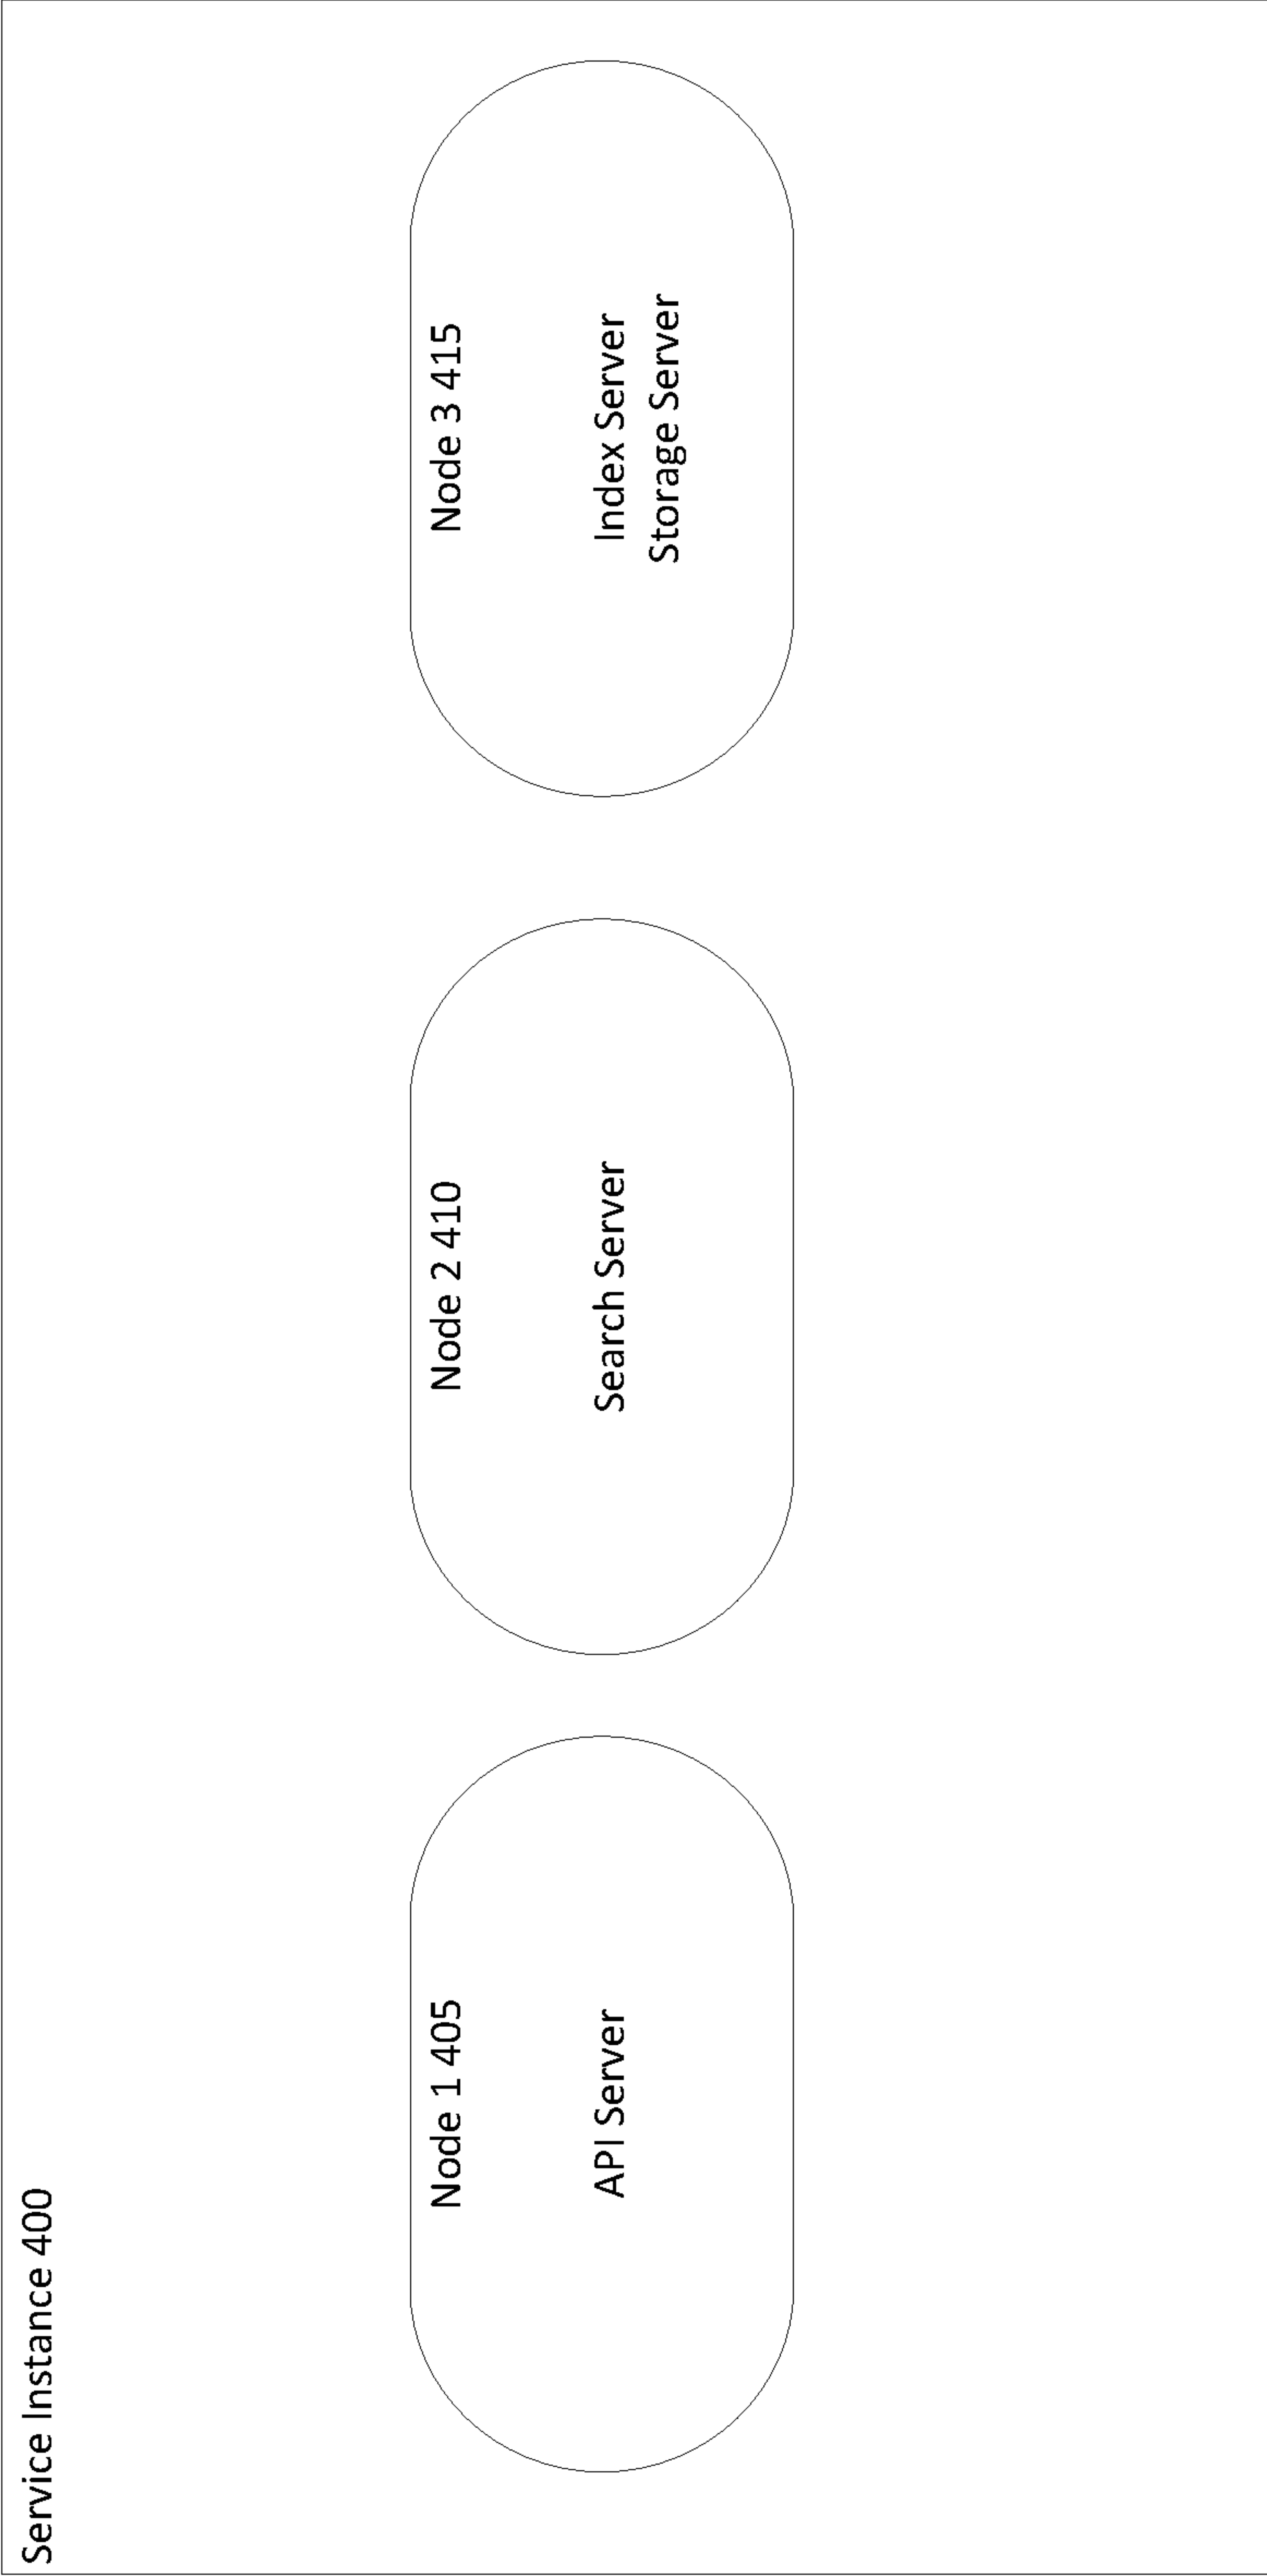 Service Instance 400
Node 1 405
API Server
Node 2 410
Search Server
Node 3 415
Index Server
Storage Server